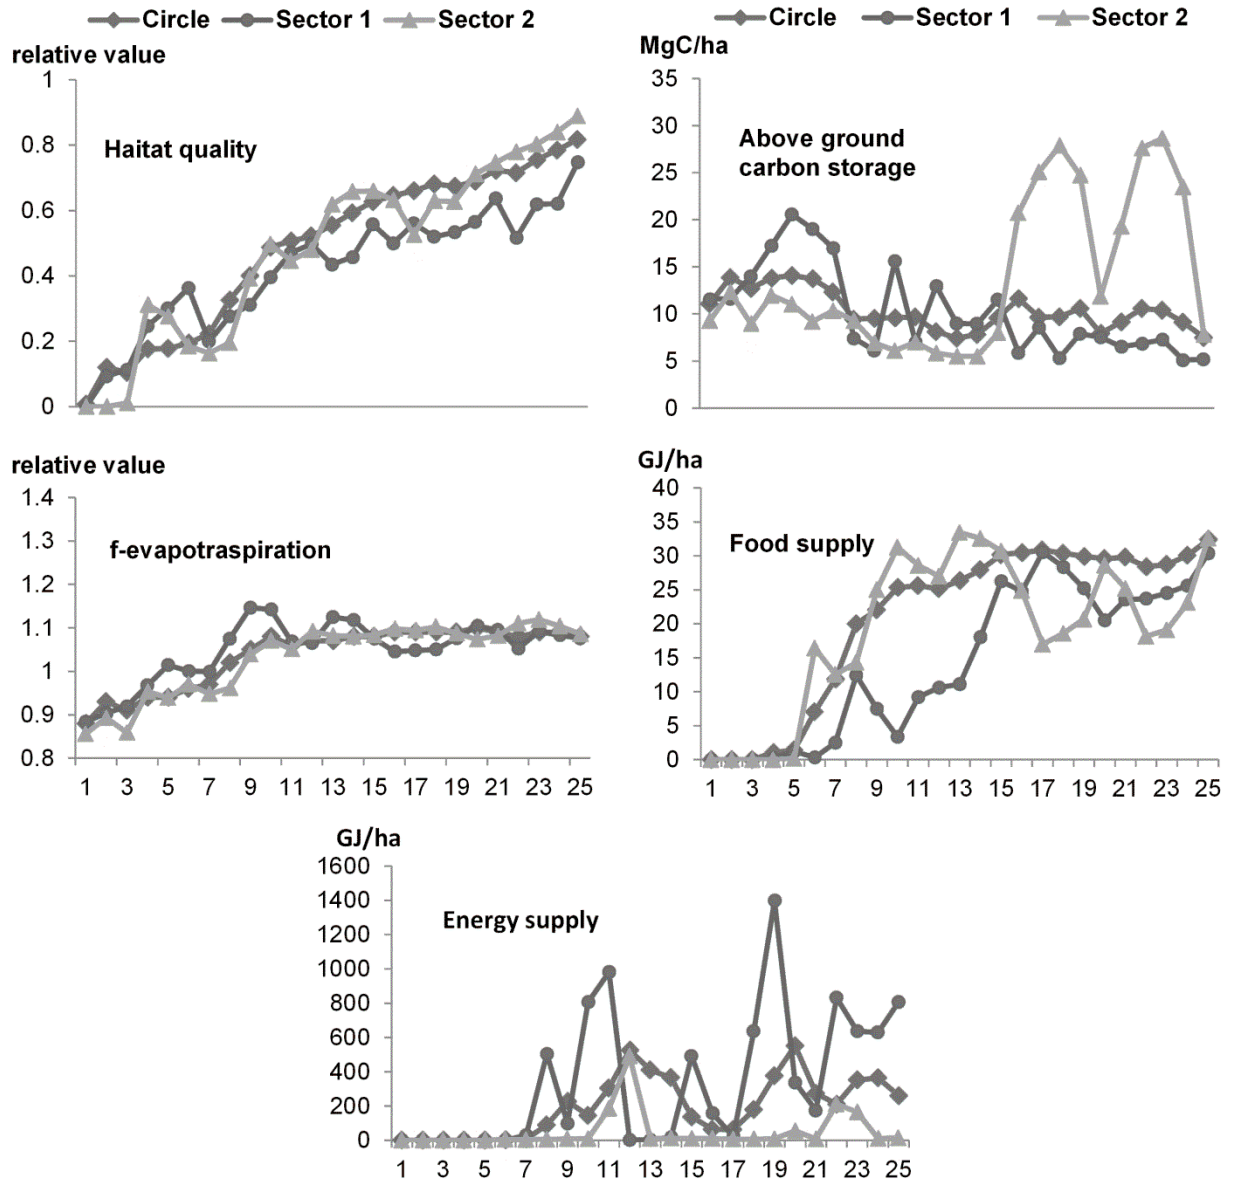 Circle Sector 1 Sector 2
relative value
1
0.8
0.6
0.4
0.2
0
Haitat quality
Circle Sector 1 Sector 2
MgC/ha
35
30
25
20
15
10
5
0
Above ground
carbon storage
relative value
1.4
1.3
1.2
1.1
1
0.9
0.8
f-evapotraspiration
1 3 5 7 9 11 13 15 17 19 21 23 25
GJ/ha
40
35
30
25
20
15
10
5
0
Food supply
1 3 5 7 9 11 13 15 17 19 21 23 25
GJ/ha
1600
1400
1200
1000
800
600
400
200
0
Energy supply
1 3 5 7 9 11 13 15 17 19 21 23 25